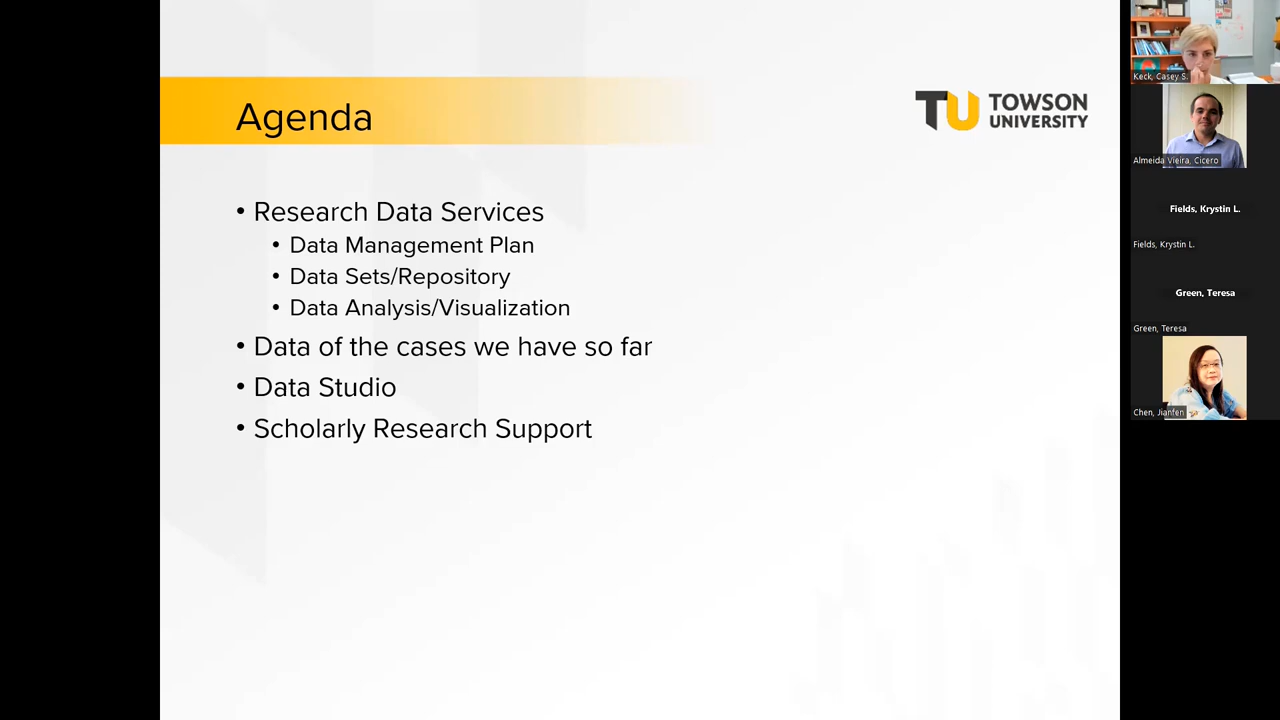 Agenda
TU TOWSON
UNIVERSITY
• Research Data Services
• Data Management Plan
• Data Sets/Repository
• Data Analysis/Visualization
• Data of the cases we have so far
• Data Studio
• Scholarly Research Support
Keck, Casey S.
Almeida Vieira, Cicero
Fields, Krystin L.
Fields, Krystin L.
Green, Teresa
Green, Teresa
Chen, Jianfen